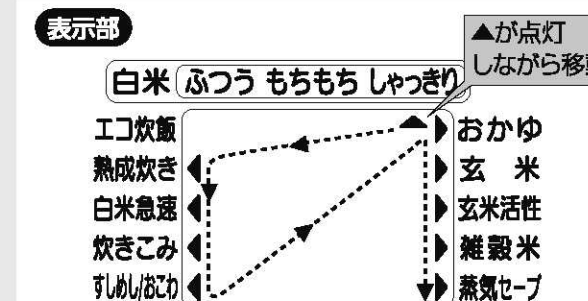 表示部
▲が点灯
しながら移動
白米 ふつう もちもち しゃっきり
エコ炊飯
熟成炊き
白米急速
炊きこみ
すしめし/おこわ
おかゆ
玄 米
玄米活性
雑穀米
蒸気セーブ